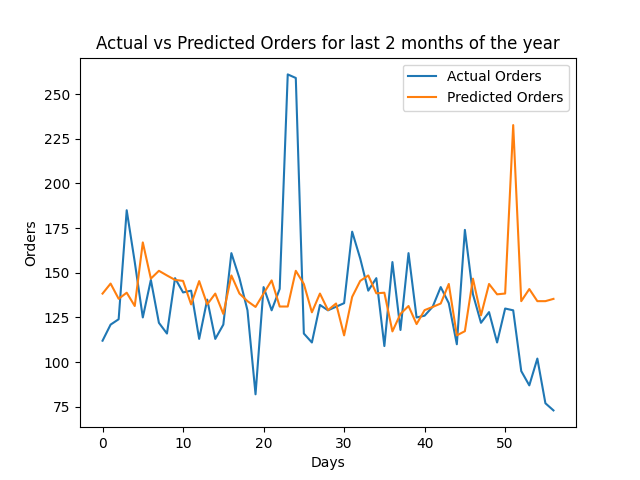 Actual vs Predicted Orders for last 2 months of the year
Actual Orders
Predicted Orders
Orders
250
225
200
175
150
125
100
75
0 10 20 30 40 50
Days